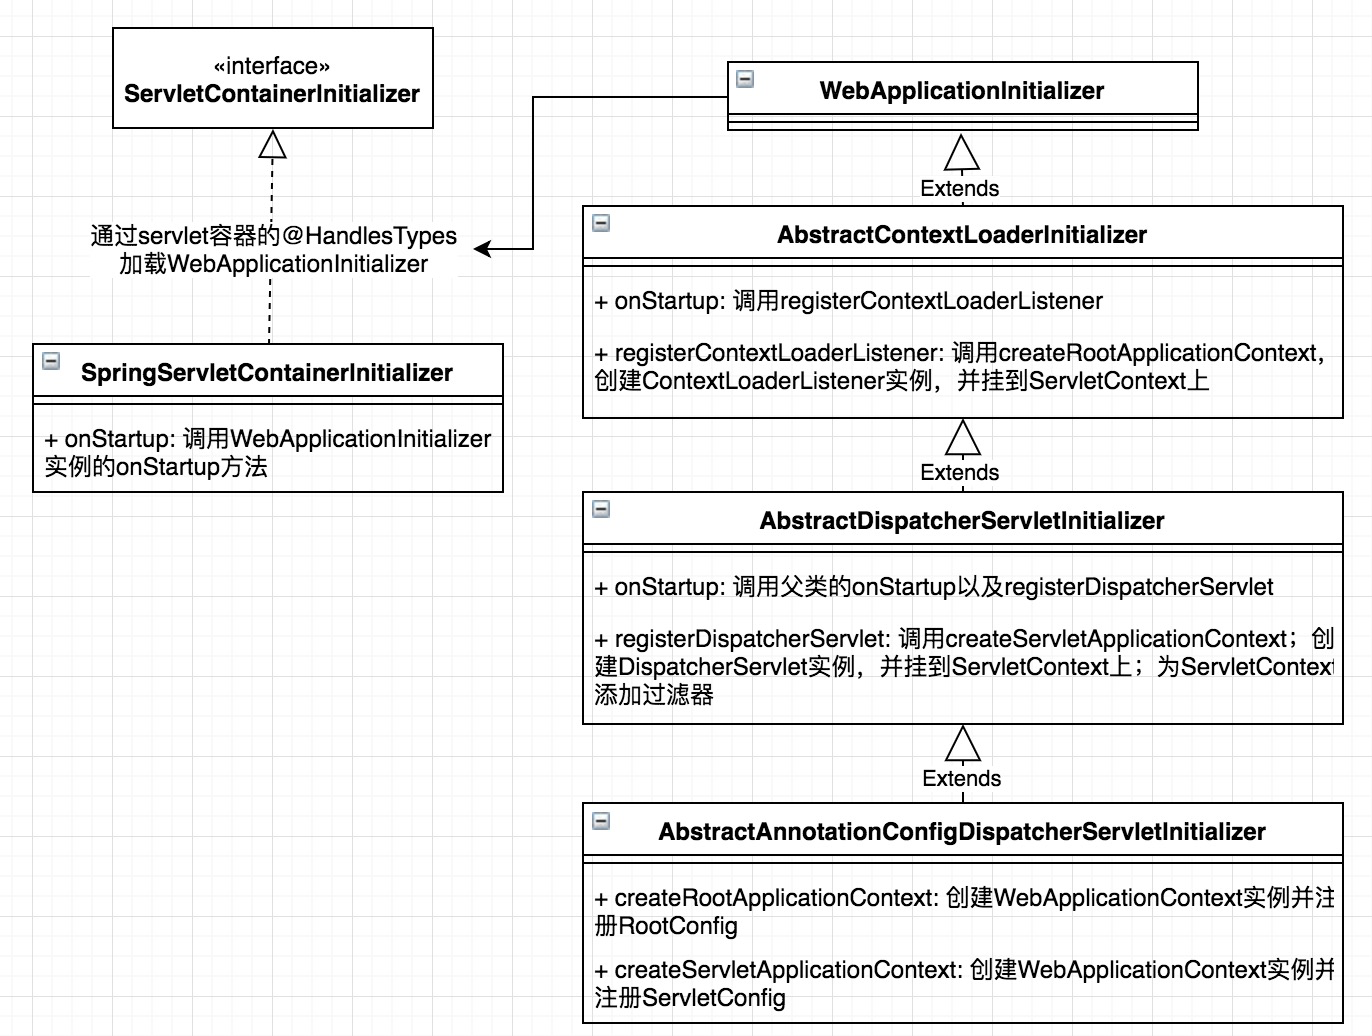 «interface»
ServletContainerInitializer
通过servlet容器的@HandlesTypes
加载WebApplicationInitializer
SpringServletContainerInitializer
+ onStartup: 调用WebApplicationInitializer
实例的onStartup方法
WebApplicationInitializer
Extends
AbstractContextLoaderInitializer
+ onStartup: 调用registerContextLoaderListener
+ registerContextLoaderListener: 调用createRootApplicationContext，
创建ContextLoaderListener实例，并挂到ServletContext上
Extends
AbstractDispatcherServletInitializer
+ onStartup: 调用父类的onStartup以及registerDispatcherServlet
+ registerDispatcherServlet: 调用createServletApplicationContext；创
建DispatcherServlet实例，并挂到ServletContext上；为ServletContext
添加过滤器
Extends
AbstractAnnotationConfigDispatcherServletInitializer
+ createRootApplicationContext: 创建WebApplicationContext实例并注
册RootConfig
+ createServletApplicationContext: 创建WebApplicationContext实例并
注册ServletConfig